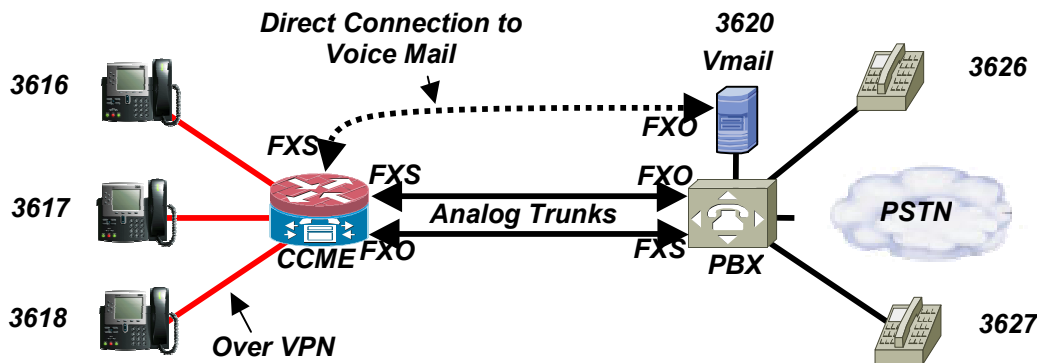 Direct Connection to
Voice Mail
3620
Vmail
3616
3626
FXO
FXS
FXS
FXO
3617
Analog Trunks
PSTN
CCME
FXO
FXS
PBX
3618
Over VPN
3627